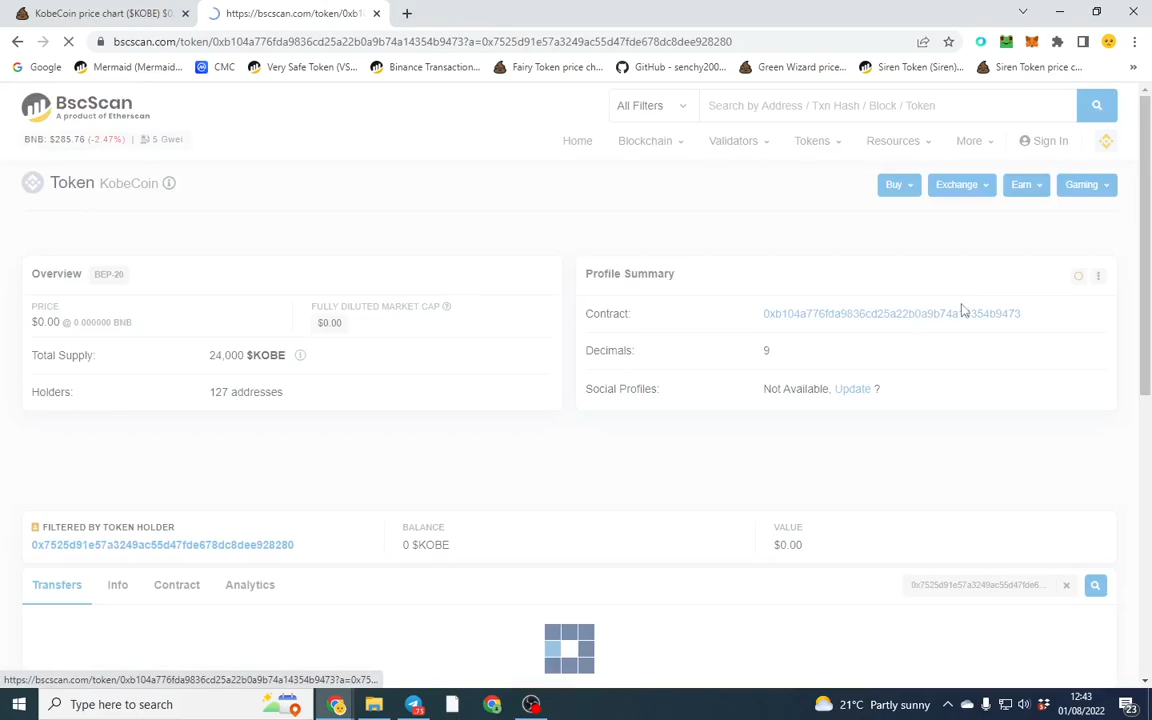 KobeCoin price chart ($KOBE) $0
https://bscscan.com/token/0xb1
bscscan.com/token/0xb104a776fda9836cd25a22b0a9b74a14354b9473?a=0x7525d91e57a3249ac55d47fde678dc8dee928280
Google
Mermaid (Mermaid...
CMC
Very Safe Token (VS...
Binance Transaction...
Fairy Token price ch...
GitHub - senchy200...
Green Wizard price...
Siren Token (Siren)...
Siren Token price c...
»
BscScan
A product of Etherscan
All Filters
Search by Address / Txn Hash / Block / Token
BNB: $285.76 (-2.47%) | 5 Gwei
Home
Blockchain
Validators
Tokens
Resources
More
Sign In
Token KobeCoin
Buy
Exchange
Earn
Gaming
Overview BEP-20
Profile Summary
PRICE
$0.00 @ 0.000000 BNB
FULLY DILUTED MARKET CAP
$0.00
Contract:
0xb104a776fda9836cd25a22b0a9b74a14354b9473
Total Supply:
24,000 $KOBE
Decimals:
9
Holders:
127 addresses
Social Profiles:
Not Available, Update ?
FILTERED BY TOKEN HOLDER
0x7525d91e57a3249ac55d47fde678dc8dee928280
BALANCE
0 $KOBE
VALUE
$0.00
Transfers
Info
Contract
Analytics
0x7525d91e57a3249ac55d47fde6...
https://bscscan.com/token/0xb104a776fda9836cd25a22b0a9b74a14354b9473?a=0x75...
Type here to search
21°C Partly sunny
12:43
01/08/2022
23